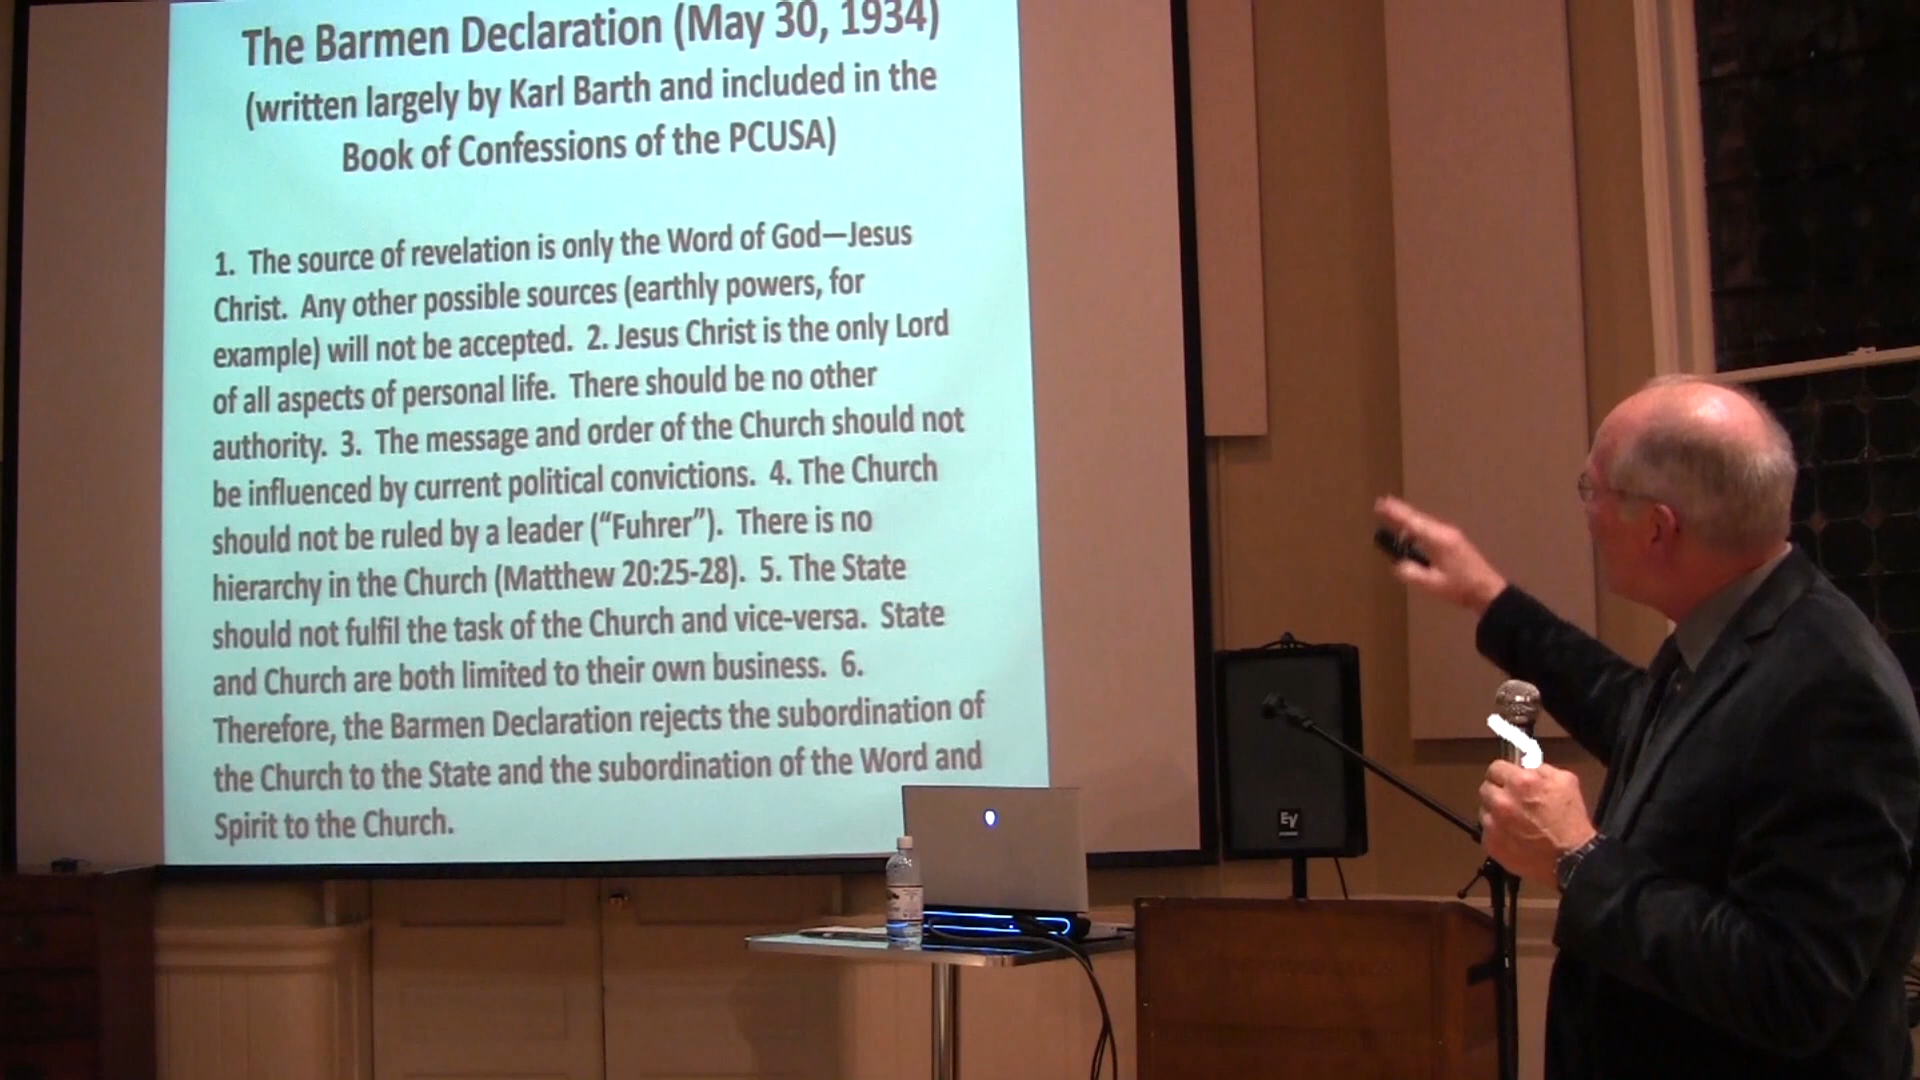 The Barmen Declaration (May 30, 1934)
(written largely by Karl Barth and included in the
Book of Confessions of the PCUSA)
1. The source of revelation is only the Word of God—Jesus
Christ. Any other possible sources (earthly powers, for
example) will not be accepted. 2. Jesus Christ is the only Lord
of all aspects of personal life. There should be no other
authority. 3. The message and order of the Church should not
be influenced by current political convictions. 4. The Church
should not be ruled by a leader (“Fuhrer”). There is no
hierarchy in the Church (Matthew 20:25-28). 5. The State
should not fulfil the task of the Church and vice-versa. State
and Church are both limited to their own business. 6.
Therefore, the Barmen Declaration rejects the subordination of
the Church to the State and the subordination of the Word and
Spirit to the Church.
EV